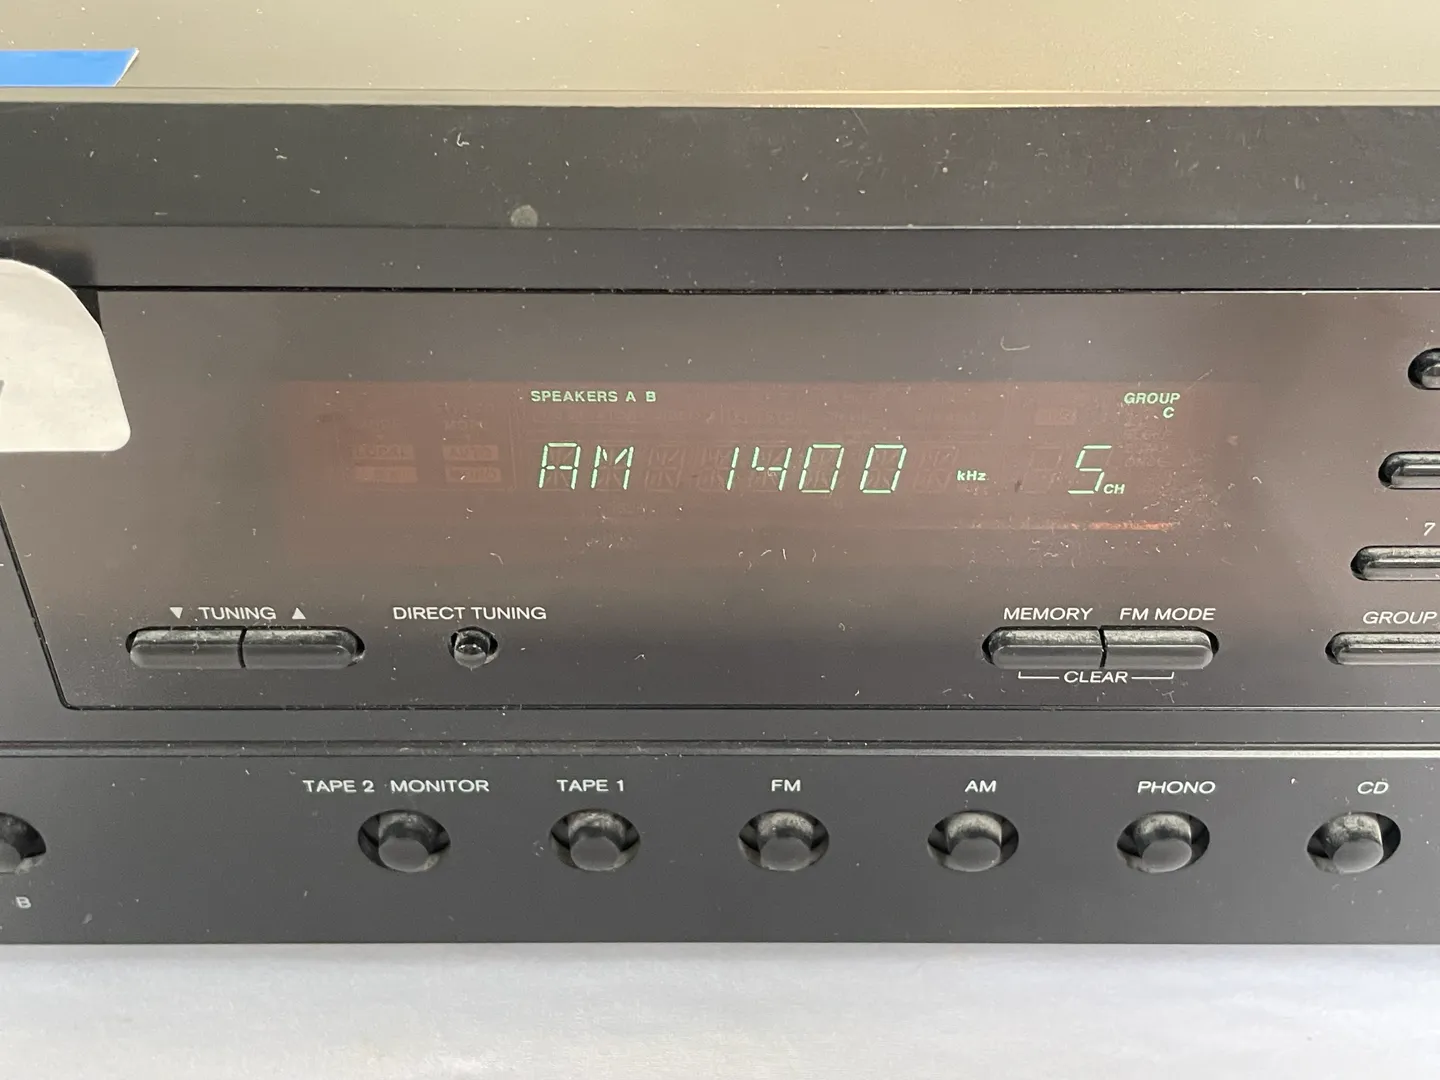 SPEAKERS A B
GROUP
C
AM 1400 kHz 5 CH
7
▼ TUNING ▲
DIRECT TUNING
MEMORY FM MODE
GROUP
CLEAR
TAPE 2 MONITOR
TAPE 1
FM
AM
PHONO
CD
B